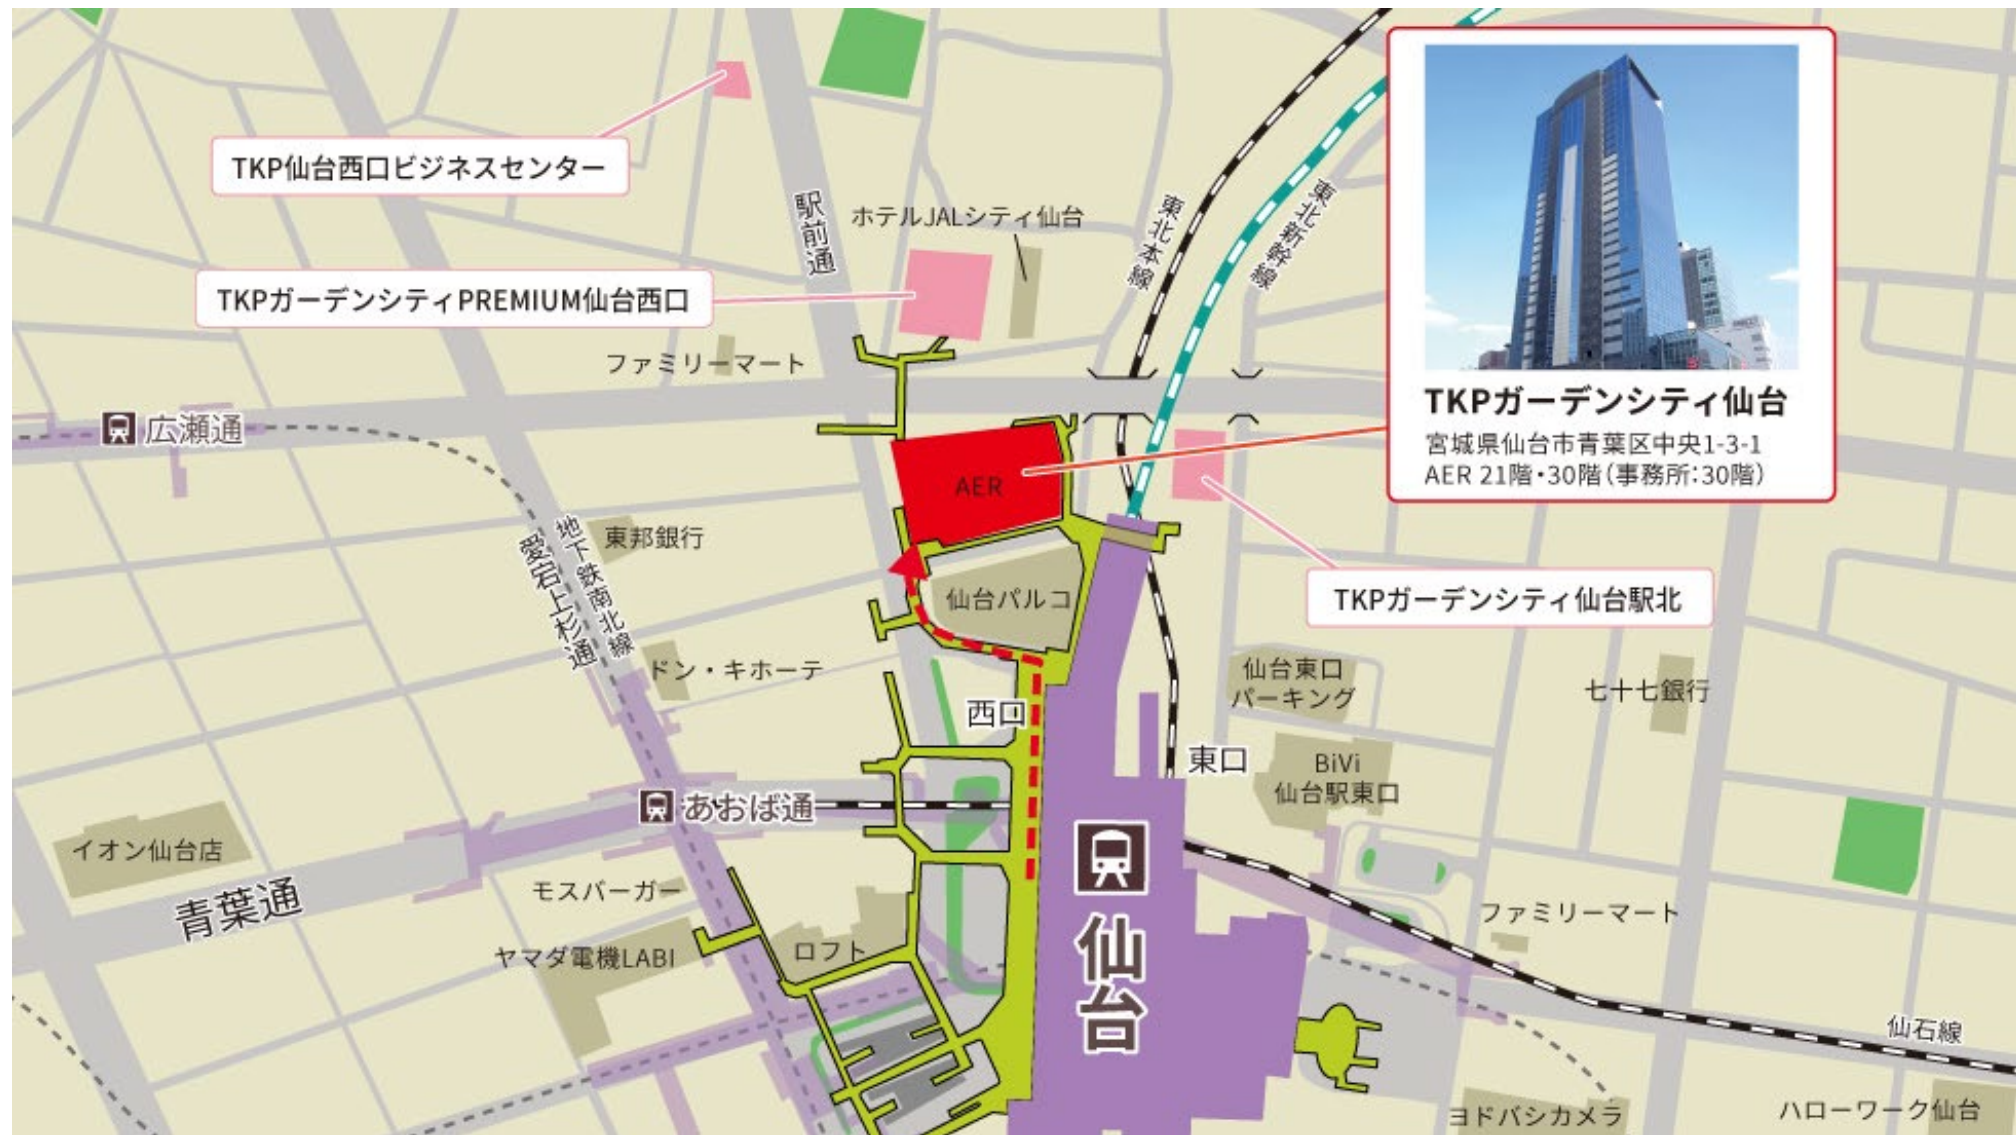 TKP仙台西口ビジネスセンター
駅前通
ホテルJALシティ仙台
東北本線
東北新幹線
TKPガーデンシティPREMIUM仙台西口
ファミリーマート
TKPガーデンシティ仙台
宮城県仙台市青葉区中央1-3-1
AER 21階・30階（事務所：30階）
広瀬通
AER
東邦銀行
地下鉄南北線
愛宕上杉通
仙台パルコ
TKPガーデンシティ仙台駅北
ドン・キホーテ
西口
仙台東口
パーキング
七十七銀行
東口
BiVi
仙台駅東口
あおば通
イオン仙台店
青葉通
モスバーガー
ヤマダ電機LABI
ロフト
仙台
ファミリーマート
仙石線
ヨドバシカメラ
ハローワーク仙台